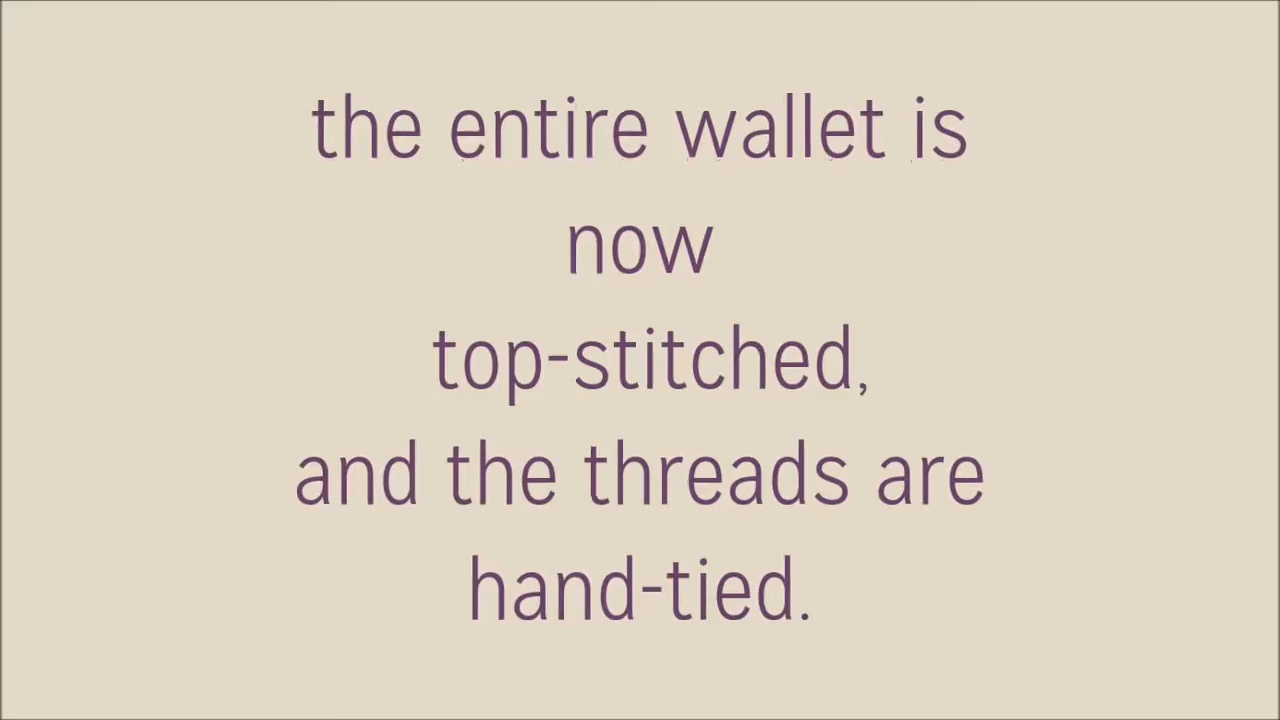 the entire wallet is
now
top-stitched,
and the threads are
hand-tied.